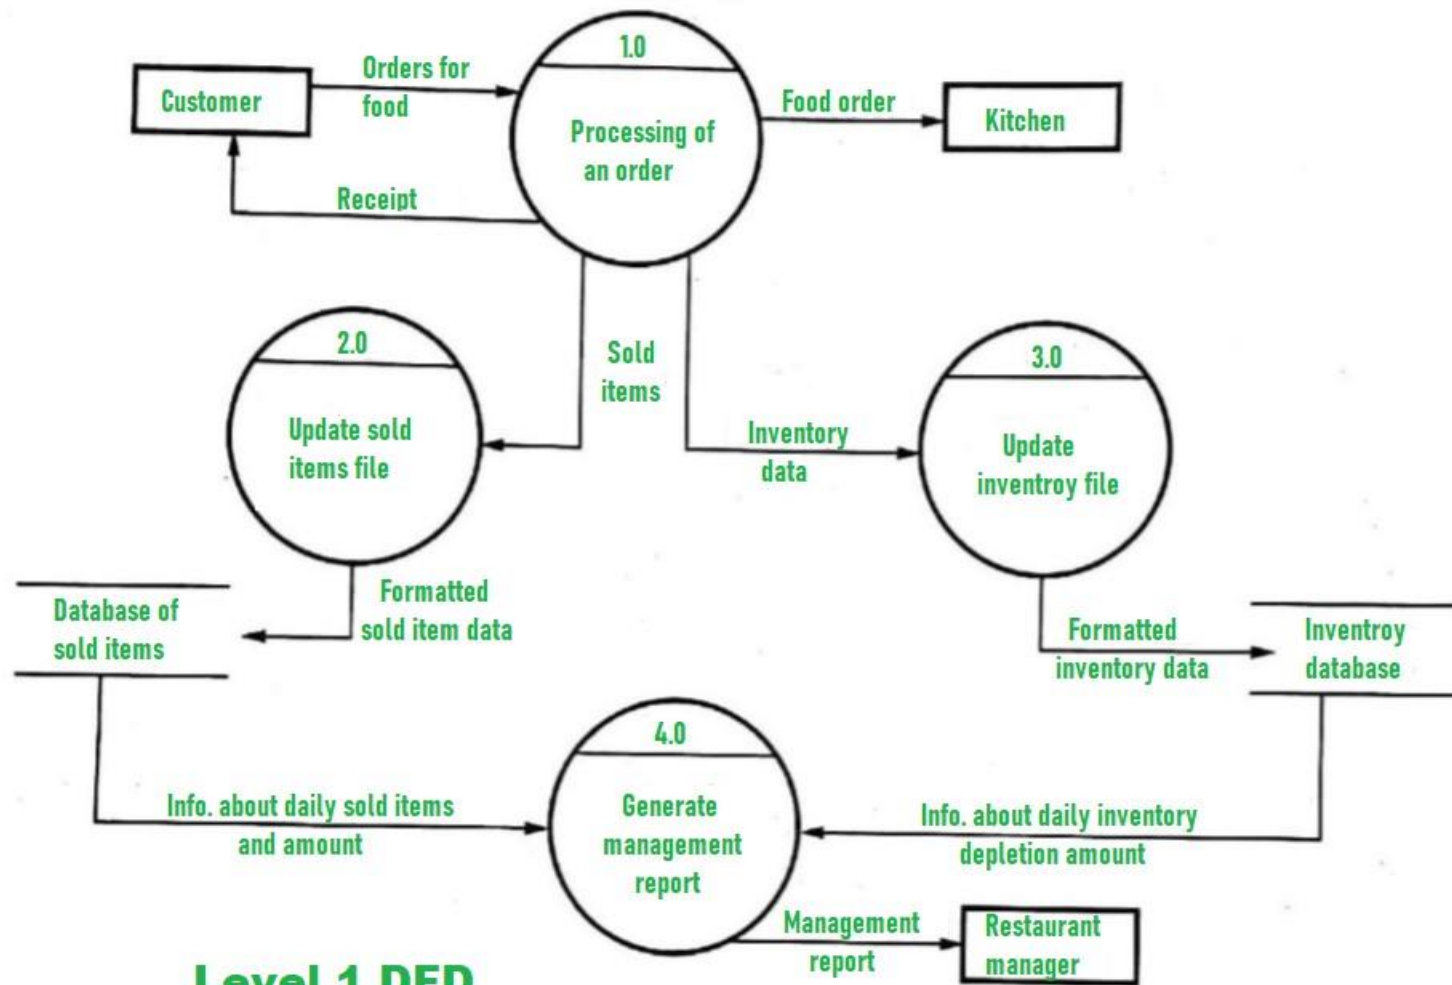 1.0
Orders for
food
Customer
Processing of
an order
Food order
Kitchen
Receipt
2.0
Update sold
items file
Sold
items
Inventory
data
3.0
Update
inventroy file
Database of
sold items
Formatted
sold item data
Formatted
inventory data
Inventroy
database
4.0
Generate
management
report
Info. about daily sold items
and amount
Info. about daily inventory
depletion amount
Management
report
Restaurant
manager
Level 1 DFD